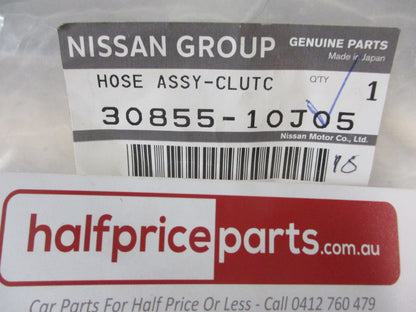 NISSAN GROUP GENUINE PARTS
Made in Japan
HOSE ASSY-CLUTC QTY 1
30855-10J05
Nissan Motor Co., Ltd.
halfpriceparts.com.au
Car Parts For Half Price Or Less - Call 0412 760 479